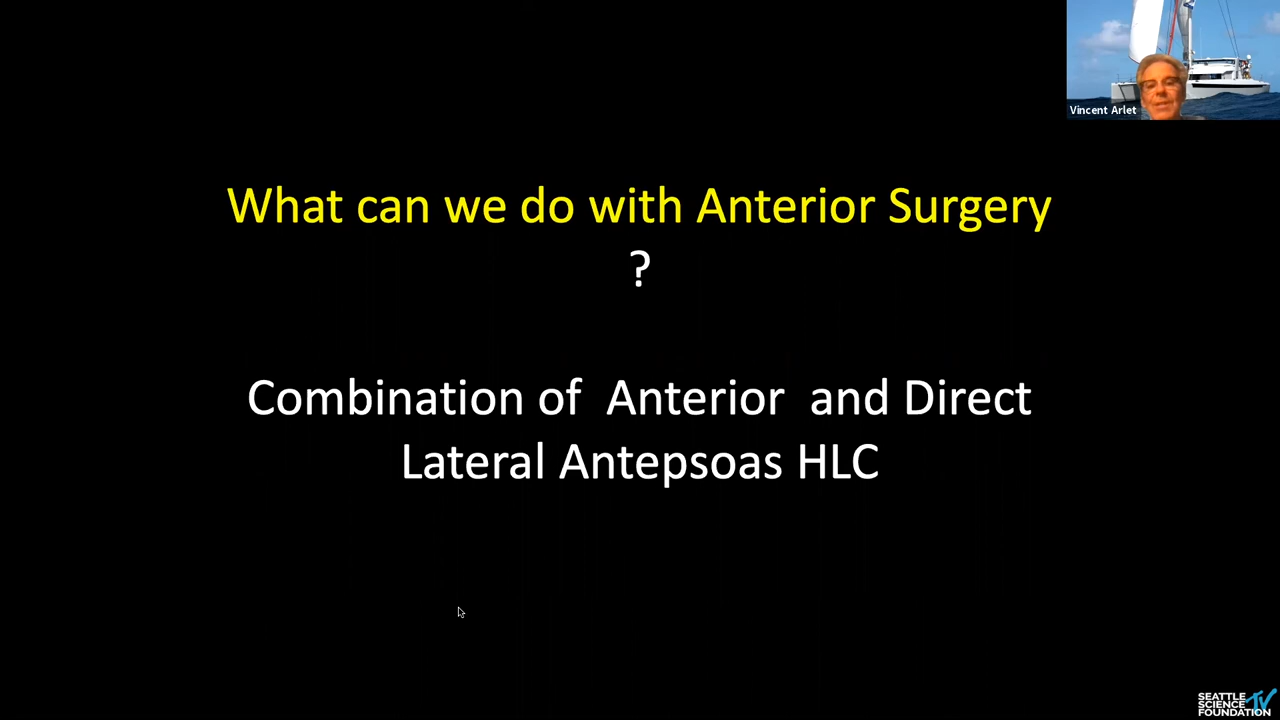 Vincent Arlet
What can we do with Anterior Surgery
?
Combination of Anterior and Direct
Lateral Antepsoas HLC
SEATTLE
SCIENCE
FOUNDATION
TV